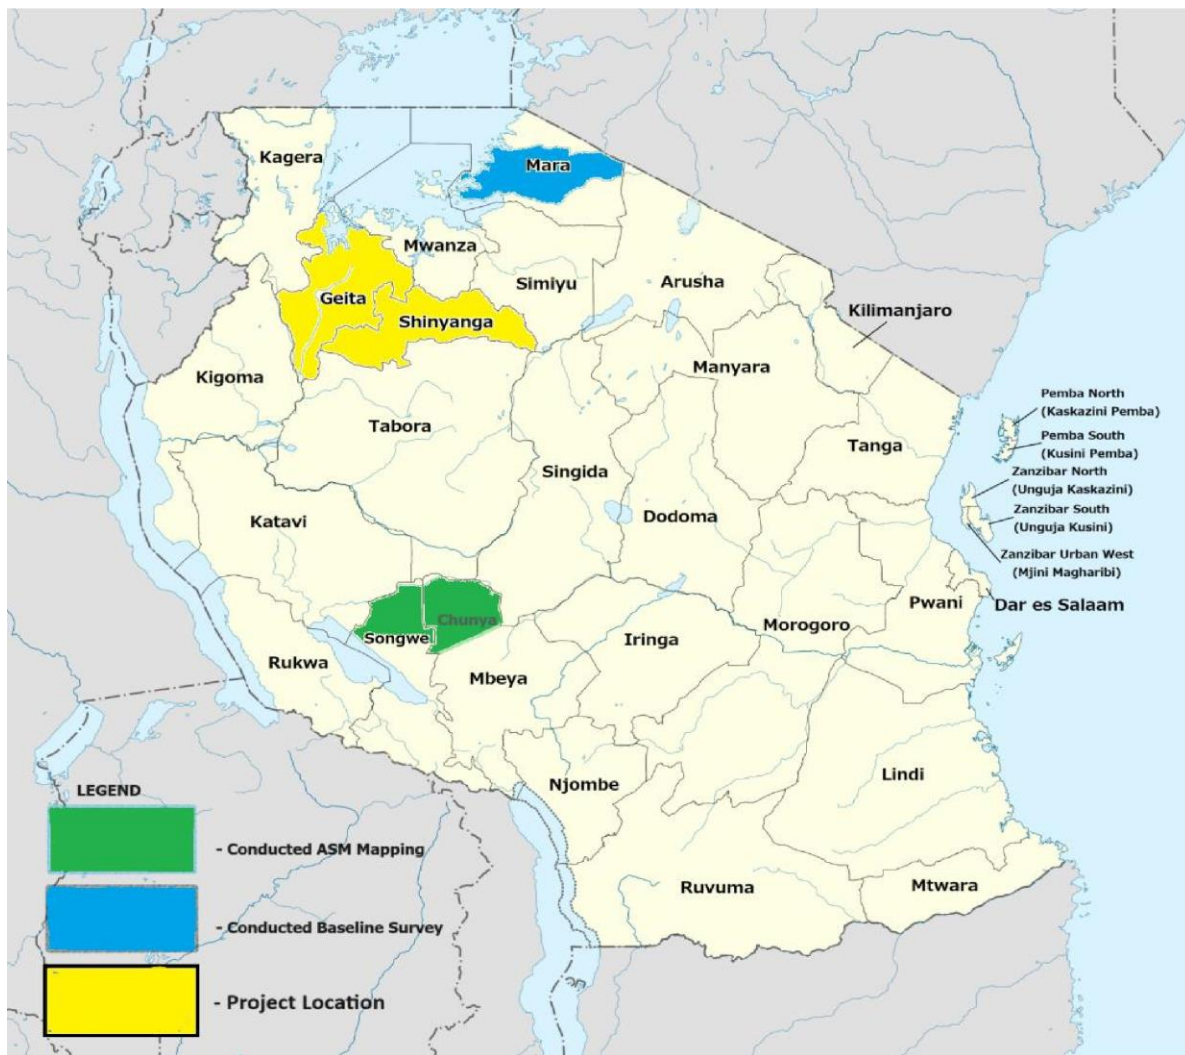 Kagera
Mara
Mwanza
Simiyu
Arusha
Geita
Shinyanga
Kilimanjaro
Kigoma
Manyara
Tabora
Singida
Tanga
Pemba North
(Kaskazini Pemba)
Pemba South
(Kusini Pemba)
Zanzibar North
(Unguja Kaskazini)
Zanzibar South
(Unguja Kusini)
Zanzibar Urban West
(Mjini Magharibi)
Katavi
Dodoma
Chunya
Songwe
Pwani
Dar es Salaam
Morogoro
Iringa
Rukwa
Mbeya
Njombe
Lindi
Ruvuma
Mtwara
LEGEND
- Conducted ASM Mapping
- Conducted Baseline Survey
- Project Location